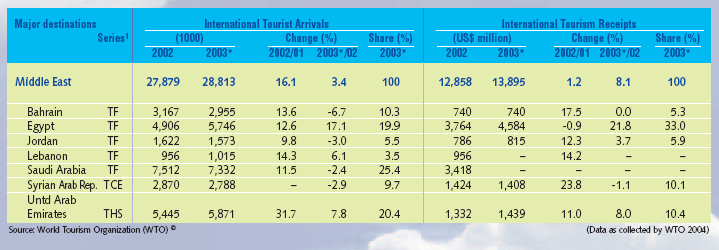 Major destinations International Tourist Arrivals International Tourism Receipts
Series¹ (1000) Change (%) Share (%) (US$ million) Change (%) Share (%)
2002 2003* 2002/01 2003*/02 2003* 2002 2003* 2002/01 2003*/02 2003*
Middle East 27,879 28,813 16.1 3.4 100 12,858 13,895 1.2 8.1 100
Bahrain TF 3,167 2,955 13.6 -6.7 10.3 740 740 17.5 0.0 5.3
Egypt TF 4,906 5,746 12.6 17.1 19.9 3,764 4,584 -0.9 21.8 33.0
Jordan TF 1,622 1,573 9.8 -3.0 5.5 786 815 12.3 3.7 5.9
Lebanon TF 956 1,015 14.3 6.1 3.5 956 – 14.2 – –
Saudi Arabia TF 7,512 7,332 11.5 -2.4 25.4 3,418 – – – –
Syrian Arab Rep. TCE 2,870 2,788 – -2.9 9.7 1,424 1,408 23.8 -1.1 10.1
Untd Arab
Emirates THS 5,445 5,871 31.7 7.8 20.4 1,332 1,439 11.0 8.0 10.4
Source: World Tourism Organization (WTO) © (Data as collected by WTO 2004)